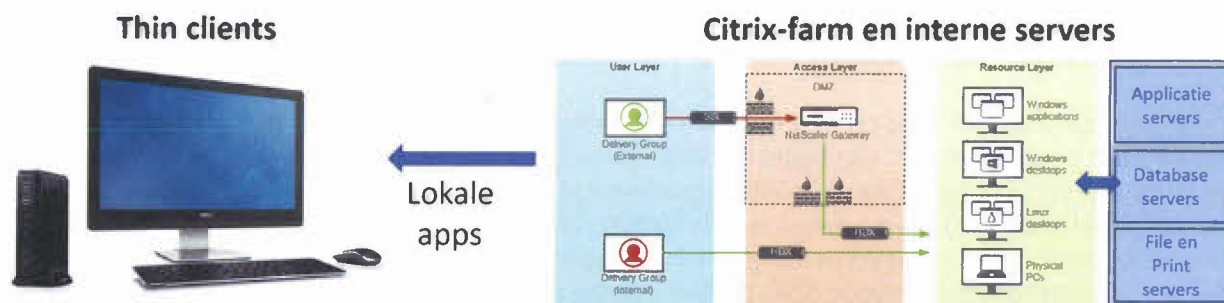 Thin clients
Citrix-farm en interne servers
Lokale
apps
User Layer
Access Layer
Resource Layer
DMZ
SSL
NetScaler Gateway
Delivery Group
(External)
HDX
HDX
Delivery Group
(Internal)
Windows
applications
Windows
desktops
Linux
desktops
Physical
PCs
Applicatie
servers
Database
servers
File en
Print
servers